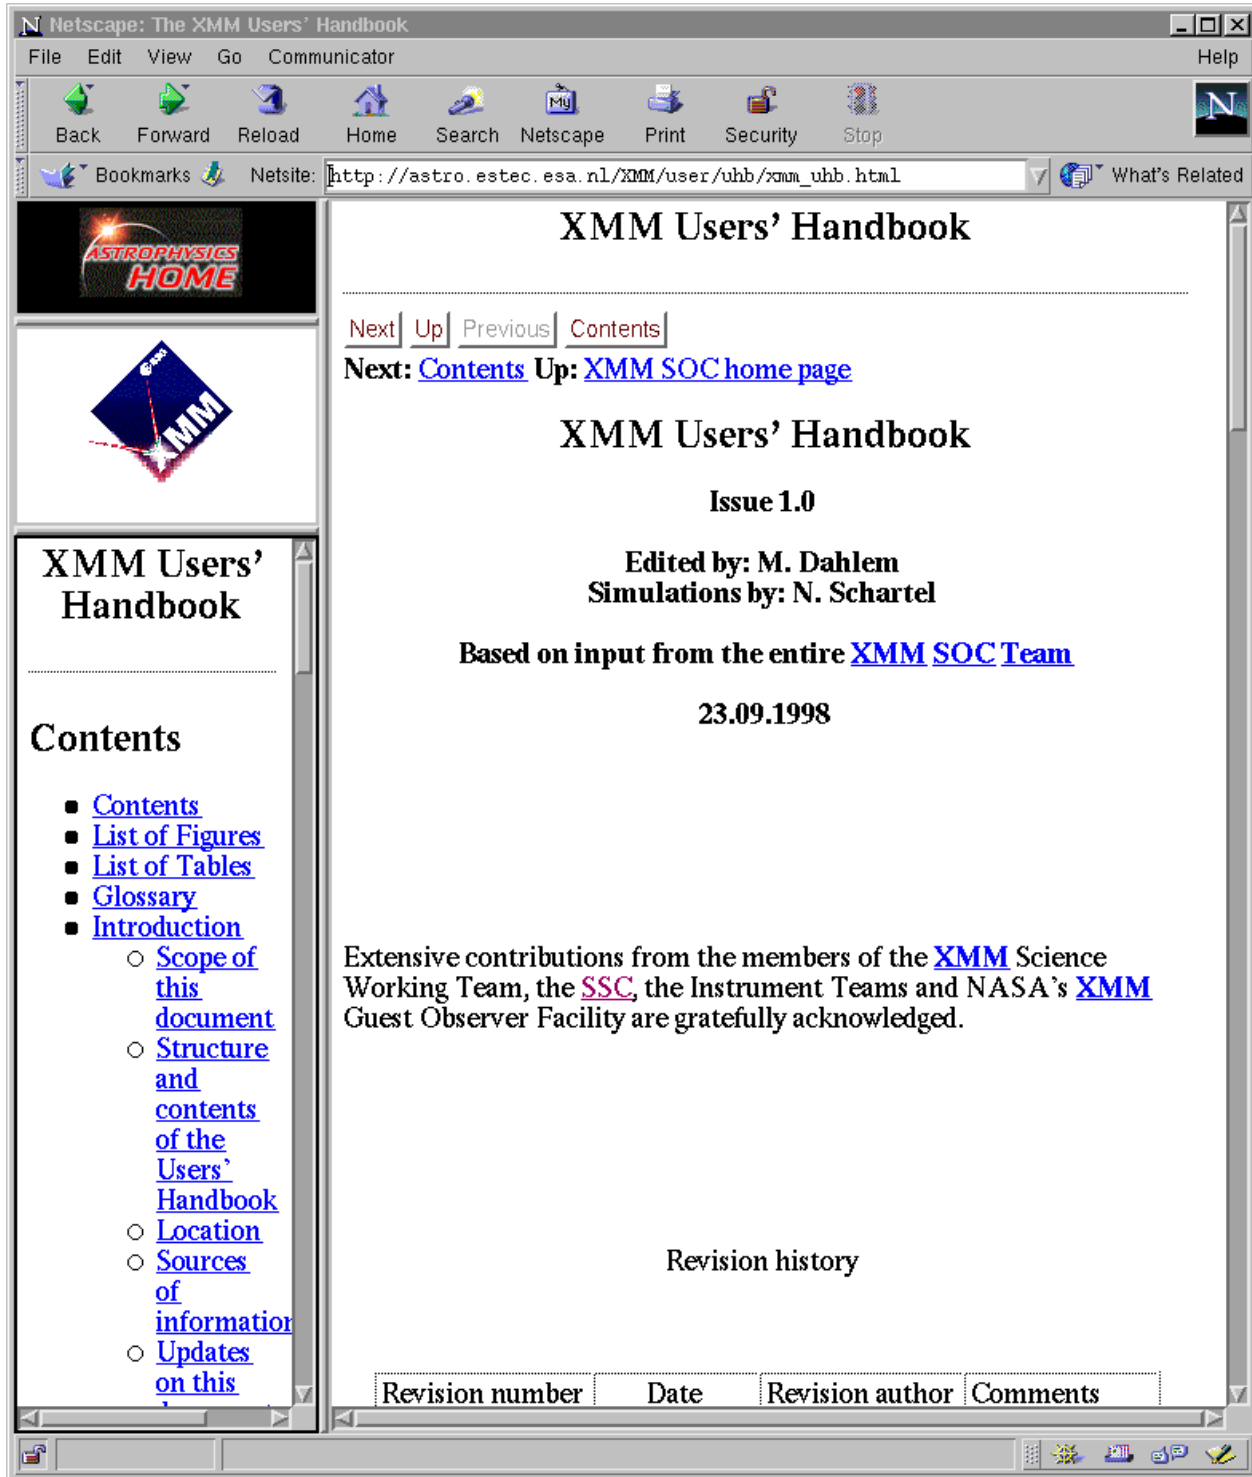 Netscape: The XMM Users' Handbook
File Edit View Go Communicator Help
Back Forward Reload Home Search Netscape Print Security Stop
My
N
Bookmarks Netsite: http://astro.estec.esa.nl/XMM/user/uhb/xmm_uhb.html What's Related
ASTROPHYSICS
HOME
XMM
XMM Users'
Handbook
Contents
Contents
List of Figures
List of Tables
Glossary
Introduction
Scope of
this
document
Structure
and
contents
of the
Users'
Handbook
Location
Sources
of
information
Updates
on this
XMM Users' Handbook
Next Up Previous Contents
Next: Contents Up: XMM SOC home page
XMM Users' Handbook
Issue 1.0
Edited by: M. Dahlem
Simulations by: N. Schartel
Based on input from the entire XMM SOC Team
23.09.1998
Extensive contributions from the members of the XMM Science
Working Team, the SSC, the Instrument Teams and NASA's XMM
Guest Observer Facility are gratefully acknowledged.
Revision history
Revision number Date Revision author Comments